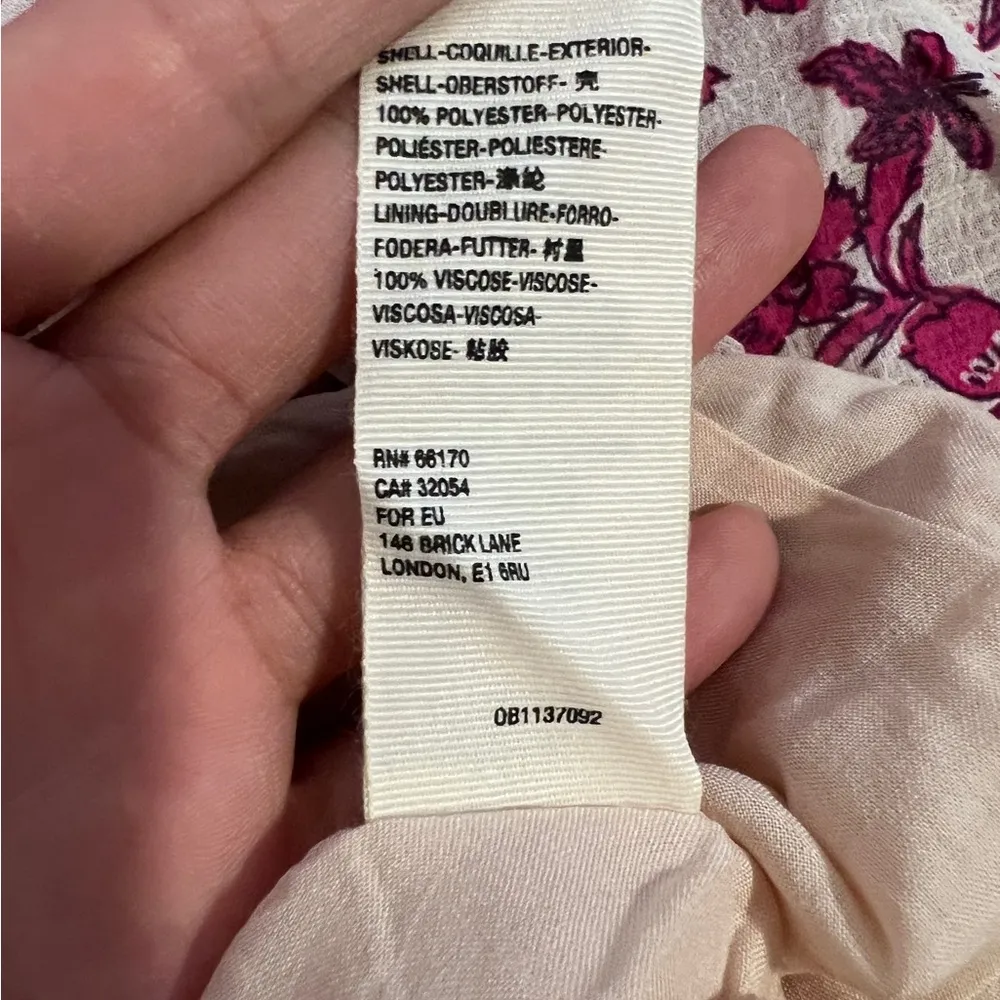 SHELL-COQUILLE-EXTERIOR-
SHELL-OBERSTOFF- 壳
100% POLYESTER-POLYESTER-
POLIÉSTER-POLIESTERE-
POLYESTER-涤纶
LINING-DOUBLURE-FORRO-
FODERA-FUTTER- 衬里
100% VISCOSE-VISCOSE-
VISCOSA-VISCOSA-
VISKOSE- 粘胶
RN# 66170
CA# 32054
FOR EU
146 BRICK LANE
LONDON, E1 6RU
OB1137092